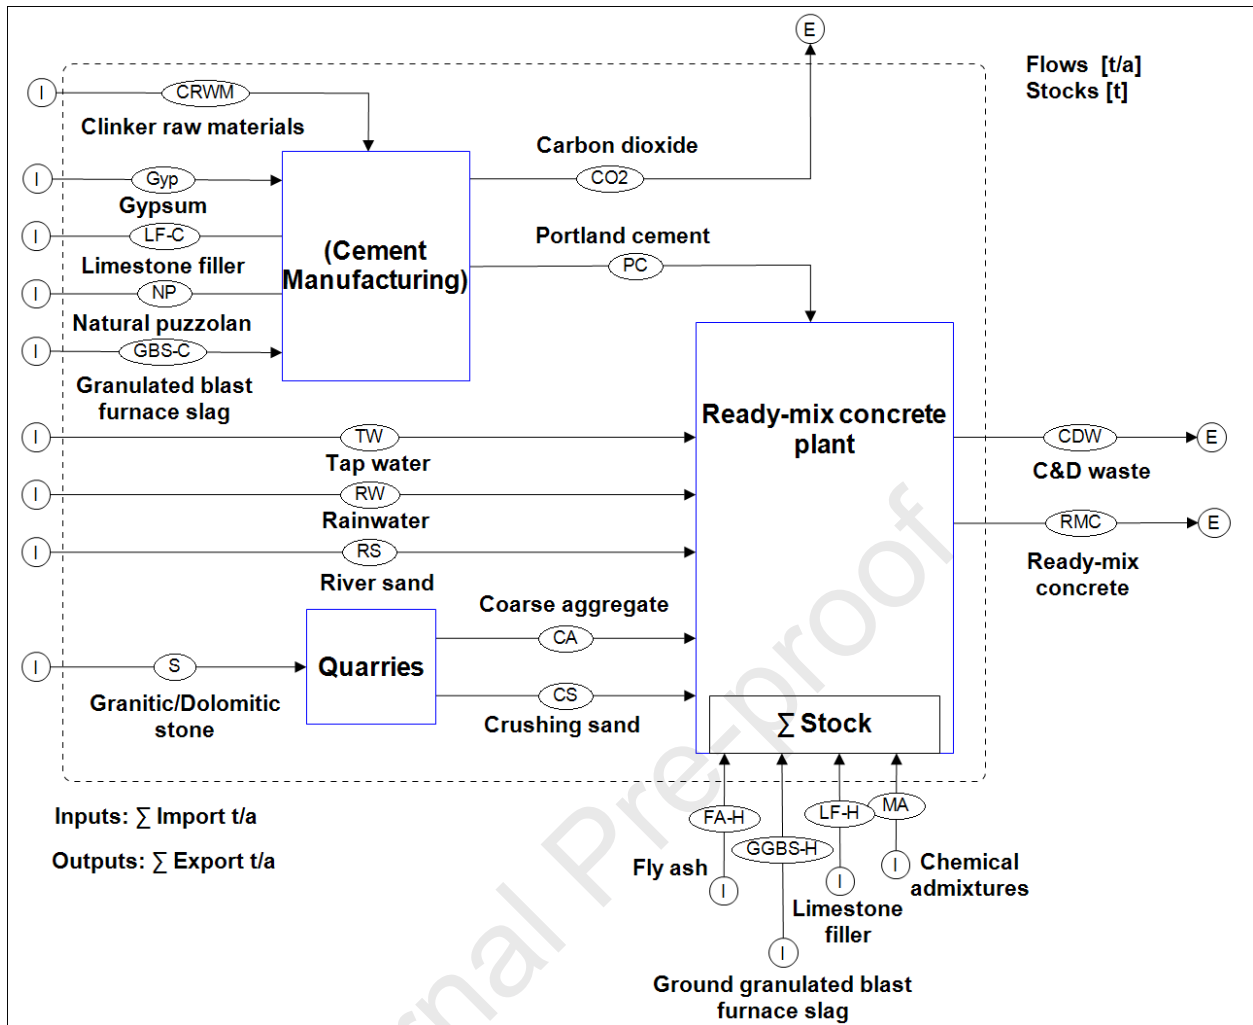 E
Flows [t/a]
Stocks [t]
I
CRWM
Clinker raw materials
Carbon dioxide
I
Gyp
CO2
Gypsum
I
LF-C
Portland cement
(Cement
Manufacturing)
Limestone filler
PC
I
NP
Natural puzzolan
I
GBS-C
Granulated blast
furnace slag
Ready-mix concrete
plant
I
TW
CDW
E
Tap water
C&D waste
I
RW
Rainwater
RMC
E
I
RS
Ready-mix
concrete
River sand
Coarse aggregate
CA
I
S
Quarries
Granitic/Dolomitic
stone
CS
Crushing sand
∑ Stock
Inputs: ∑ Import t/a
Outputs: ∑ Export t/a
FA-H
GGBS-H
LF-H
MA
Fly ash
I
I
I
Chemical
admixtures
Limestone
filler
I
Ground granulated blast
furnace slag
rnal Pre-proof